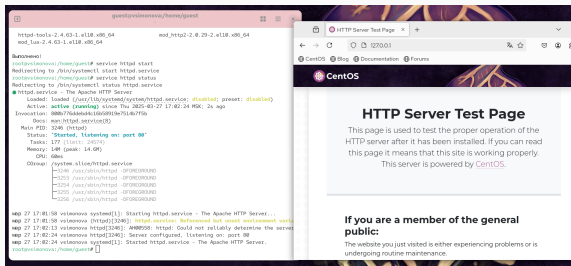 guest@vsimonova:/home/guest
httpd-tools-2.4.63-1.el10.x86_64 mod_http2-2.0.29-2.el10.x86_64
mod_lua-2.4.63-1.el10.x86_64
Выполнено!
root@vsimonova:/home/guest# service httpd start
Redirecting to /bin/systemctl start httpd.service
root@vsimonova:/home/guest# service httpd status
Redirecting to /bin/systemctl status httpd.service
● httpd.service - The Apache HTTP Server
Loaded: loaded (/usr/lib/systemd/system/httpd.service; disabled; preset: disabled)
Active: active (running) since Thu 2025-03-27 17:02:24 MSK; 2s ago
Docs: man:httpd.service(8)
Main PID: 3246 (httpd)
Status: "Started, listening on: port 80"
Tasks: 177 (limit: 24574)
Memory: 14M (peak: 14.6M)
CPU: 60ms
CGroup: /system.slice/httpd.service
├─3246 /usr/sbin/httpd -DFOREGROUND
├─3253 /usr/sbin/httpd -DFOREGROUND
├─3254 /usr/sbin/httpd -DFOREGROUND
├─3255 /usr/sbin/httpd -DFOREGROUND
└─3256 /usr/sbin/httpd -DFOREGROUND
мар 27 17:01:58 vsimonova systemd[1]: Starting httpd.service - The Apache HTTP Server...
мар 27 17:01:58 vsimonova (httpd)[3246]: httpd.service: Referenced but unset environment
мар 27 17:02:13 vsimonova httpd[3246]: AH00558: httpd: Could not reliably determine the server
мар 27 17:02:24 vsimonova httpd[3246]: Server configured, listening on: port 80
мар 27 17:02:24 vsimonova systemd[1]: Started httpd.service - The Apache HTTP Server.
root@vsimonova:/home/guest#
HTTP Server Test Page
127.0.0.1
CentOS Blog Documentation Forums
CentOS
HTTP Server Test Page
This page is used to test the proper operation of the
HTTP server after it has been installed. If you can read
this page it means that this site is working properly.
This server is powered by CentOS.
If you are a member of the general
public:
The website you just visited is either experiencing problems or is
undergoing routine maintenance.